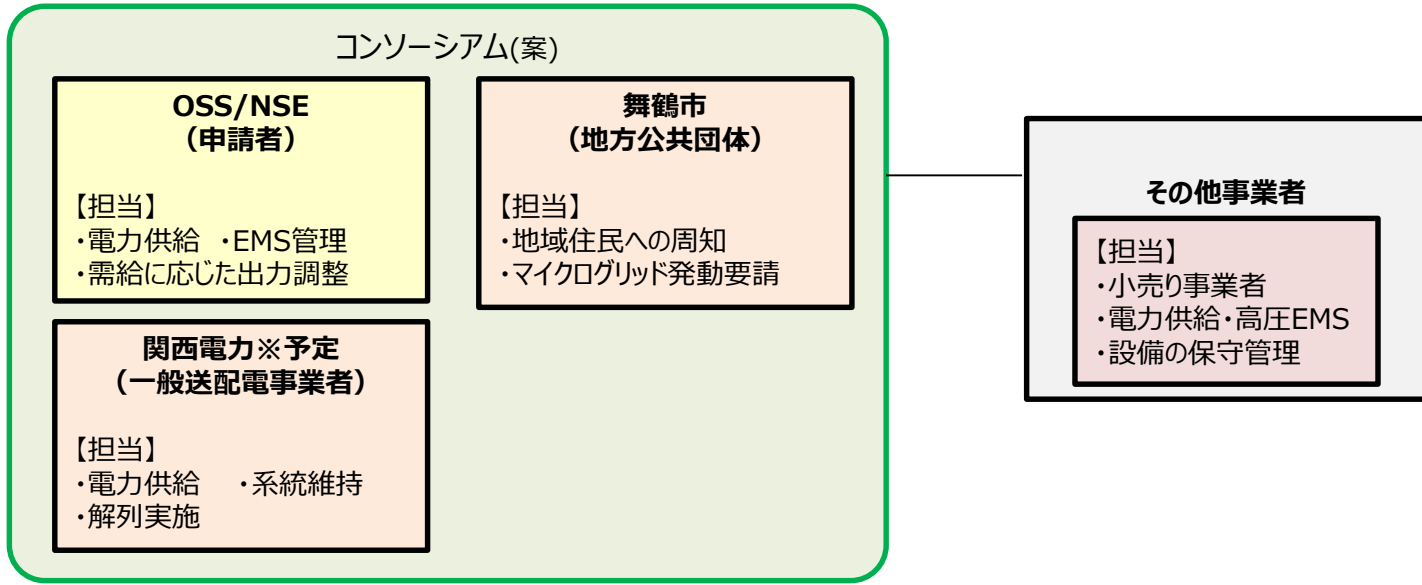 コンソーシアム(案)
OSS/NSE
（申請者）
【担当】
・電力供給 ・EMS管理
・需給に応じた出力調整
舞鶴市
（地方公共団体）
【担当】
・地域住民への周知
・マイクログリッド発動要請
関西電力※予定
（一般送配電事業者）
【担当】
・電力供給 ・系統維持
・解列実施
その他事業者
【担当】
・小売り事業者
・電力供給・高圧EMS
・設備の保守管理